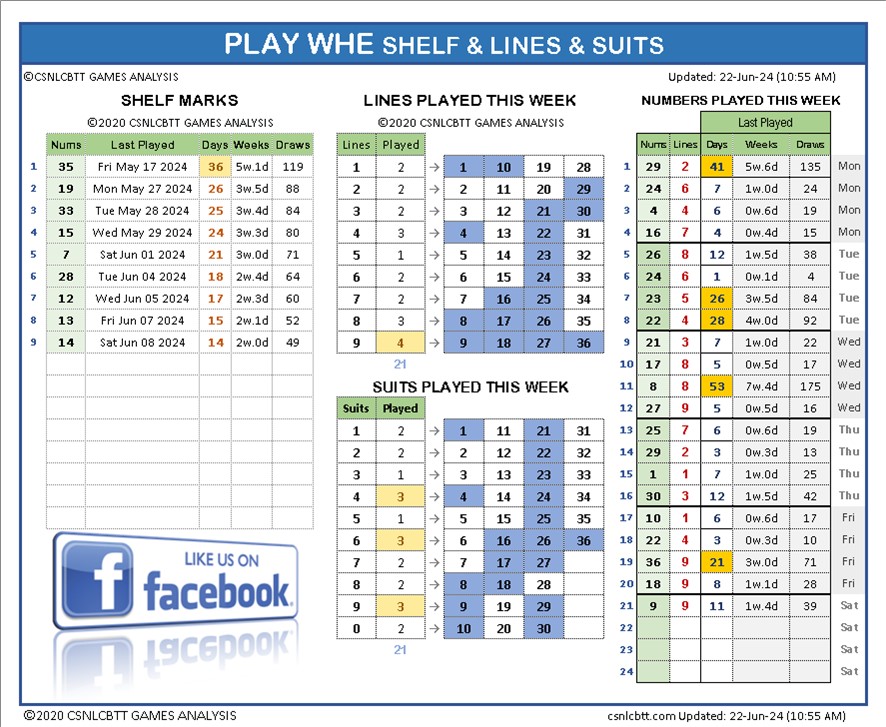 PLAY WHE SHELF & LINES & SUITS
©CSNLCBTT GAMES ANALYSIS
Updated: 22-Jun-24 (10:55 AM)
SHELF MARKS
©2020 CSNLCBTT GAMES ANALYSIS
Nums Last Played Days Weeks Draws
1 35 Fri May 17 2024 36 5w.1d 119
2 19 Mon May 27 2024 26 3w.5d 88
3 33 Tue May 28 2024 25 3w.4d 84
4 15 Wed May 29 2024 24 3w.3d 80
5 7 Sat Jun 01 2024 21 3w.0d 71
6 28 Tue Jun 04 2024 18 2w.4d 64
7 12 Wed Jun 05 2024 17 2w.3d 60
8 13 Fri Jun 07 2024 15 2w.1d 52
9 14 Sat Jun 08 2024 14 2w.0d 49
LIKE US ON
facebook
LINES PLAYED THIS WEEK
©2020 CSNLCBTT GAMES ANALYSIS
Lines Played
1 2 → 1 10 19 28
2 2 → 2 11 20 29
3 2 → 3 12 21 30
4 3 → 4 13 22 31
5 1 → 5 14 23 32
6 2 → 6 15 24 33
7 2 → 7 16 25 34
8 3 → 8 17 26 35
9 4 → 9 18 27 36
21
SUITS PLAYED THIS WEEK
Suits Played
1 2 → 1 11 21 31
2 2 → 2 12 22 32
3 1 → 3 13 23 33
4 3 → 4 14 24 34
5 1 → 5 15 25 35
6 3 → 6 16 26 36
7 2 → 7 17 27
8 2 → 8 18 28
9 3 → 9 19 29
0 2 → 10 20 30
21
NUMBERS PLAYED THIS WEEK
Last Played
Nums Lines Days Weeks Draws
1 29 2 41 5w.6d 135 Mon
2 24 6 7 1w.0d 24 Mon
3 4 4 6 0w.6d 19 Mon
4 16 7 4 0w.4d 15 Mon
5 26 8 12 1w.5d 38 Tue
6 24 6 1 0w.1d 4 Tue
7 23 5 26 3w.5d 84 Tue
8 22 4 28 4w.0d 92 Tue
9 21 3 7 1w.0d 22 Wed
10 17 8 5 0w.5d 17 Wed
11 8 8 53 7w.4d 175 Wed
12 27 9 5 0w.5d 16 Wed
13 25 7 6 0w.6d 19 Thu
14 29 2 3 0w.3d 13 Thu
15 1 1 7 1w.0d 25 Thu
16 30 3 12 1w.5d 42 Thu
17 10 1 6 0w.6d 17 Fri
18 22 4 3 0w.3d 10 Fri
19 36 9 21 3w.0d 71 Fri
20 18 9 8 1w.1d 28 Fri
21 9 9 11 1w.4d 39 Sat
22 Sat
23 Sat
24 Sat
©2020 CSNLCBTT GAMES ANALYSIS
csnlcbtt.com Updated: 22-Jun-24 (10:55 AM)